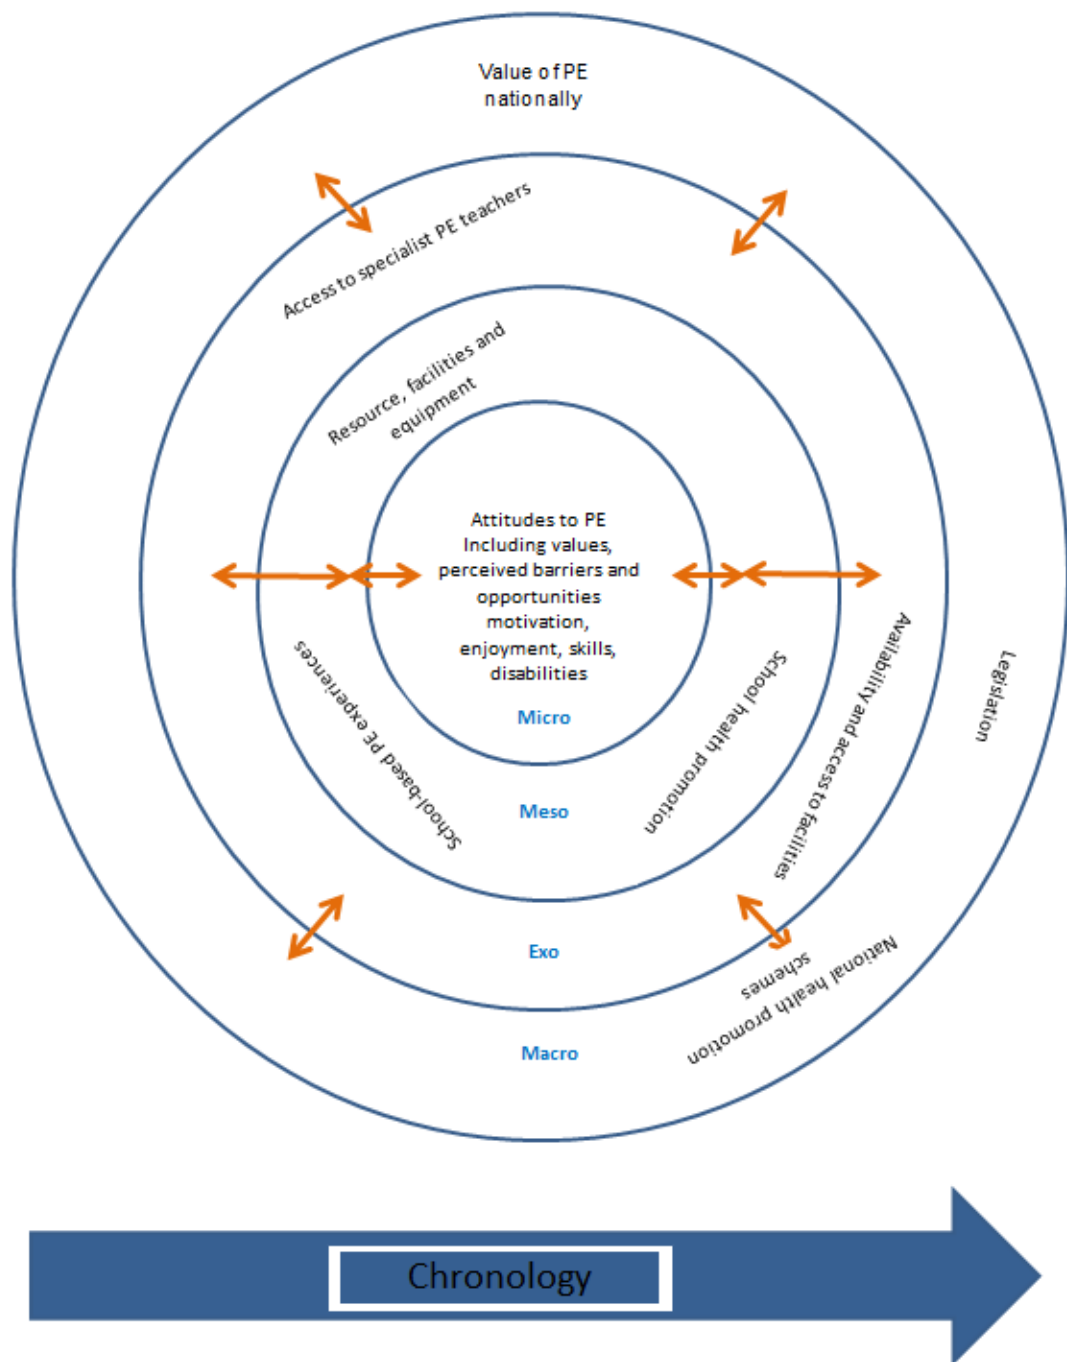 Value of PE
nationally
Access to specialist PE teachers
Resource, facilities and
equipment
Attitudes to PE
Including values,
perceived barriers and
opportunities
motivation,
enjoyment, skills,
disabilities
Micro
School-based PE experiences
School health promotion
Availability and access to facilities
Legislation
Meso
Exo
National health promotion
schemes
Macro
Chronology